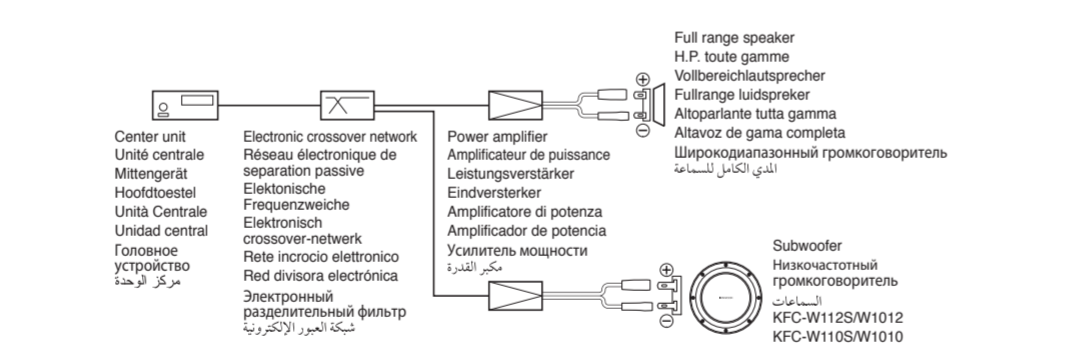 Full range speaker
H.P. toute gamme
Vollbereichlautsprecher
Fullrange luidspreker
Altoparlante tutta gamma
Altavoz de gama completa
Широкодиапазонный громкоговоритель
المدي الكامل للسماعة
+
−
Center unit
Unité centrale
Mittengerät
Hoofdtoestel
Unità Centrale
Unidad central
Головное
устройство
مركز الوحدة
Electronic crossover network
Réseau électronique de
separation passive
Elektonische
Frequenzweiche
Elektronisch
crossover-netwerk
Rete incrocio elettronico
Red divisora electrónica
Электронный
разделительный фильтр
شبكة العبور الإلكترونية
Power amplifier
Amplificateur de puissance
Leistungsverstärker
Eindversterker
Amplificatore di potenza
Amplificador de potencia
Усилитель мощности
مكبر القدرة
+
−
Subwoofer
Низкочастотный
громкоговоритель
السماعات
KFC-W112S/W1012
KFC-W110S/W1010